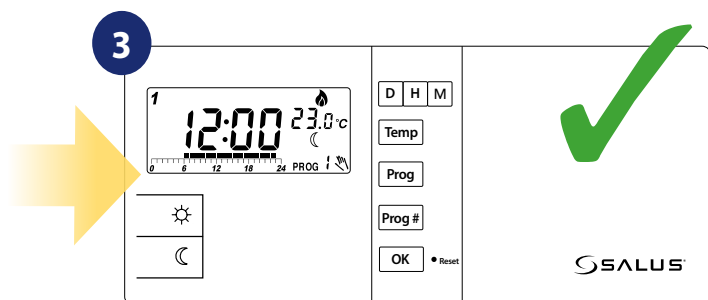 3
1
12:00
23.0°C
0 6 12 18 24
PROG 1
D H M
Temp
Prog
Prog #
OK
Reset
SALUS